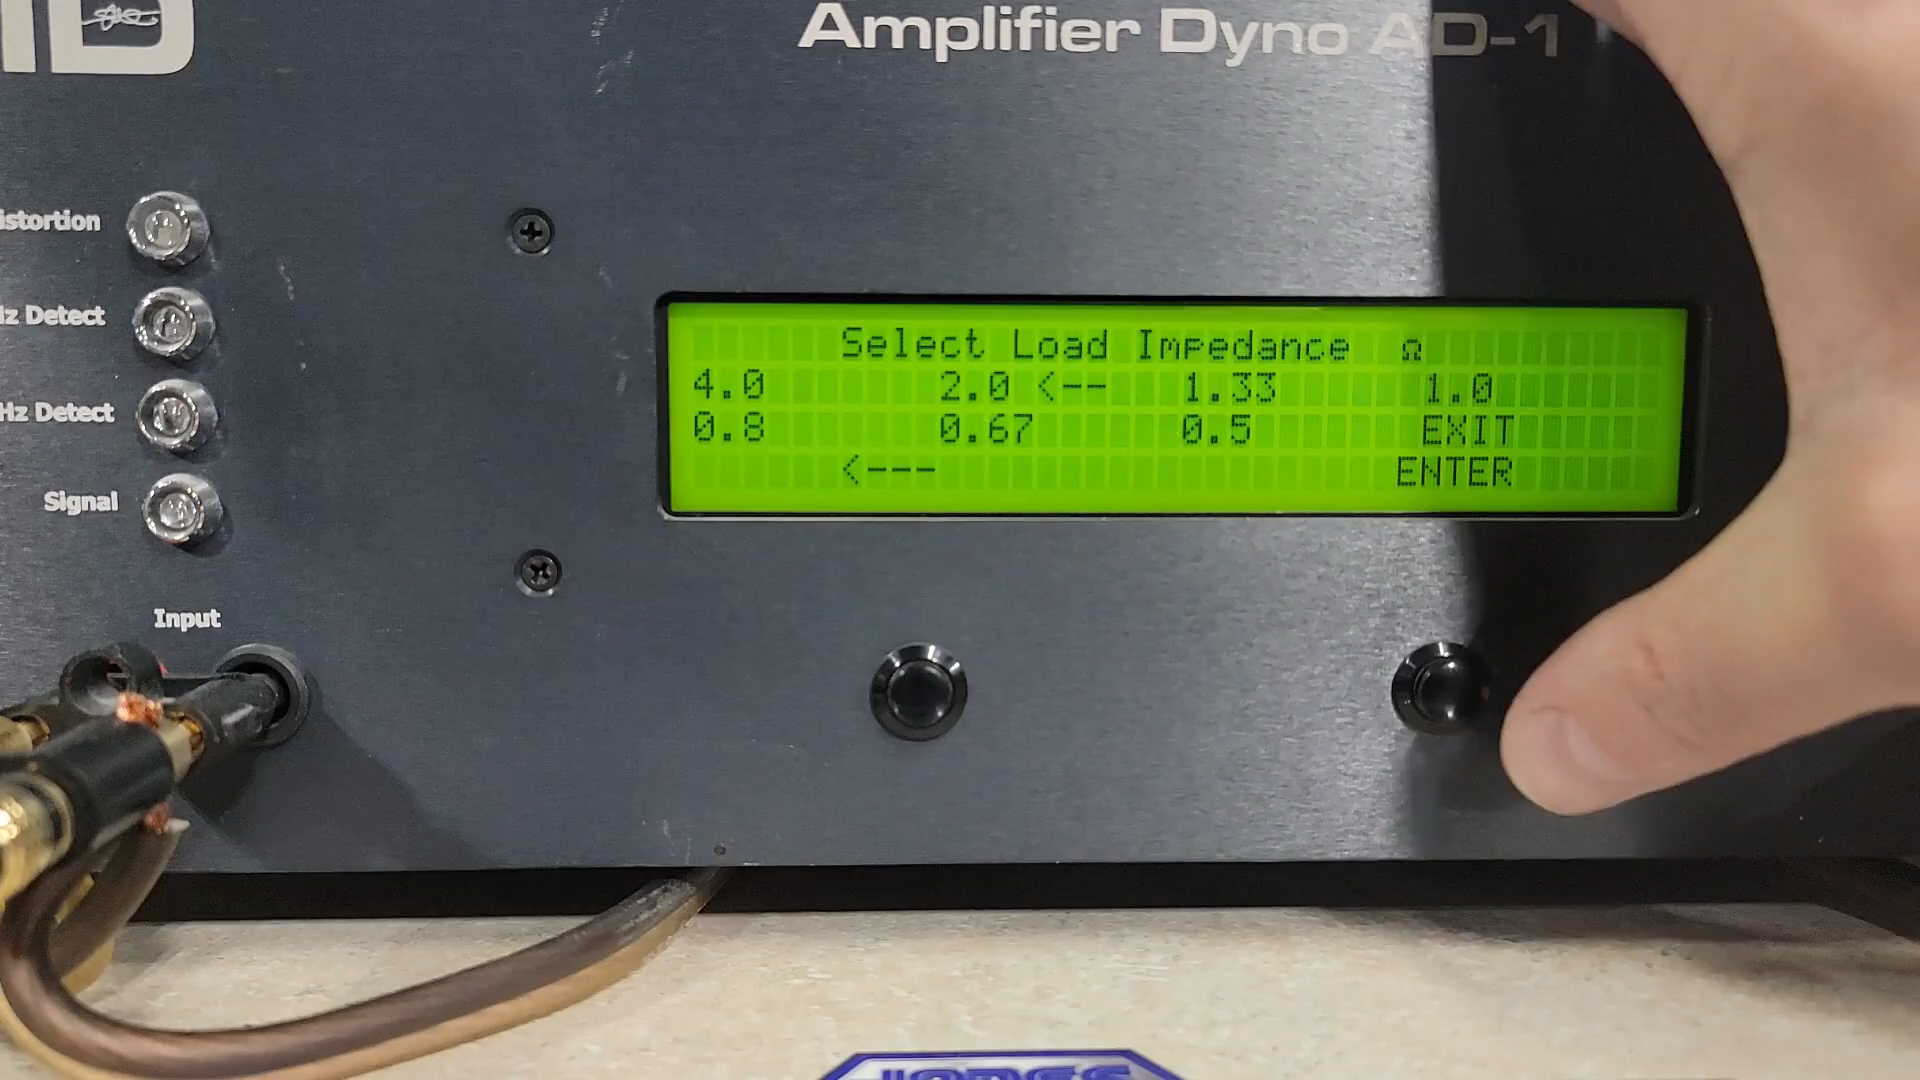 Amplifier Dyno AD-1
istortion
Hz Detect
Hz Detect
Signal
Input
Select Load Impedance Ω
4.0 2.0 <-- 1.33 1.0
0.8 0.67 0.5 EXIT
<--- ENTER